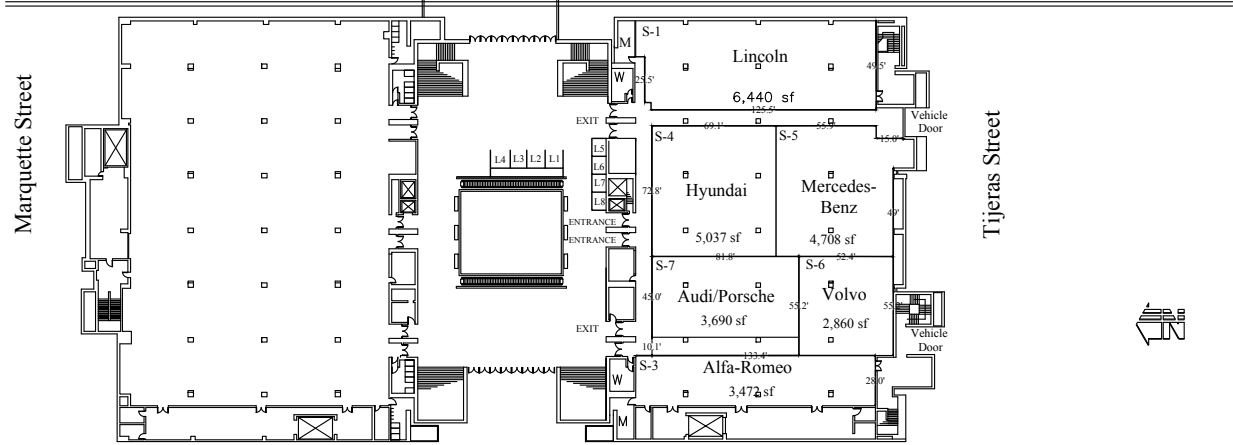 Marquette Street
M
S-1
Lincoln
49.5'
W
25.5'
6,440 sf
125.5'
EXIT
69.1'
55.9'
Vehicle
Door
15.0'
S-4
S-5
L4 L3 L2 L1
L5
L6
L7
L8
72.8'
Hyundai
Mercedes-
Benz
49'
ENTRANCE
ENTRANCE
5,037 sf
4,708 sf
81.8'
52.4'
S-7
S-6
Audi/Porsche
Volvo
45.0'
55.2'
3,690 sf
2,860 sf
EXIT
Vehicle
Door
10.1'
133.4'
S-3
Alfa-Romeo
W
3,472 sf
28.0'
M
Tijeras Street
N